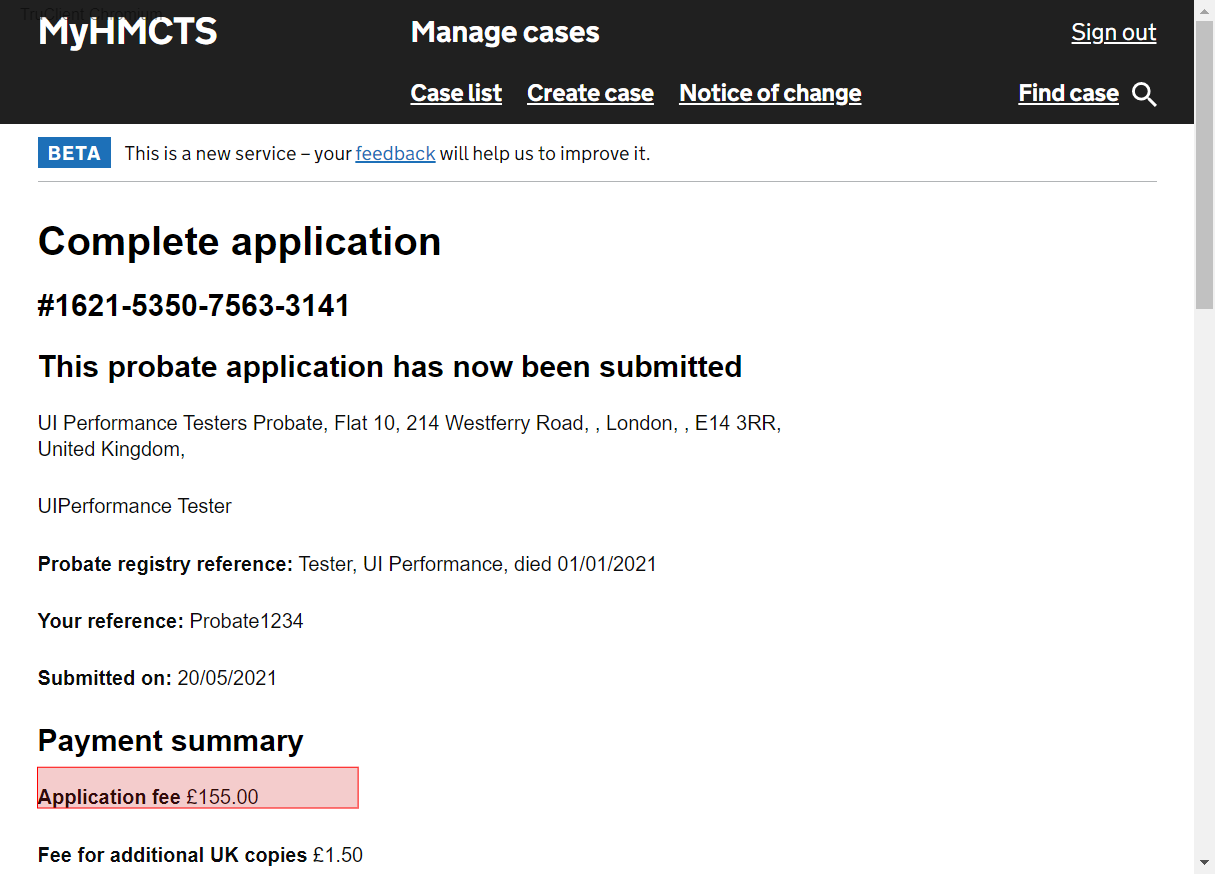 TruClient Chromium
MyHMCTS
Manage cases
Sign out
Case list
Create case
Notice of change
Find case
BETA
This is a new service – your feedback will help us to improve it.
Complete application
#1621-5350-7563-3141
This probate application has now been submitted
UI Performance Testers Probate, Flat 10, 214 Westferry Road, , London, , E14 3RR,
United Kingdom,
UIPerformance Tester
Probate registry reference: Tester, UI Performance, died 01/01/2021
Your reference: Probate1234
Submitted on: 20/05/2021
Payment summary
Application fee £155.00
Fee for additional UK copies £1.50